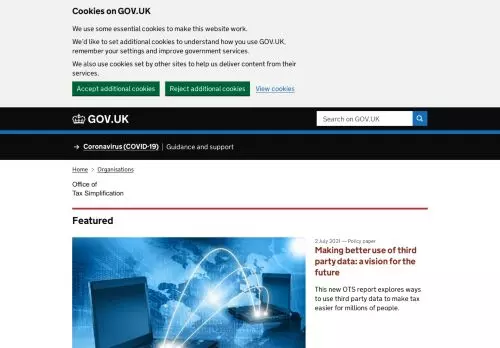 Cookies on GOV.UK
We use some essential cookies to make this website work.
We'd like to set additional cookies to understand how you use GOV.UK,
remember your settings and improve government services.
We also use cookies set by other sites to help us deliver content from their
services.
Accept additional cookies Reject additional cookies View cookies
GOV.UK Search on GOV.UK
→ Coronavirus (COVID-19) | Guidance and support
Home > Organisations
Office of
Tax Simplification
Featured
2 July 2021 — Policy paper
Making better use of third
party data: a vision for the
future
This new OTS report explores ways
to use third party data to make tax
easier for millions of people.